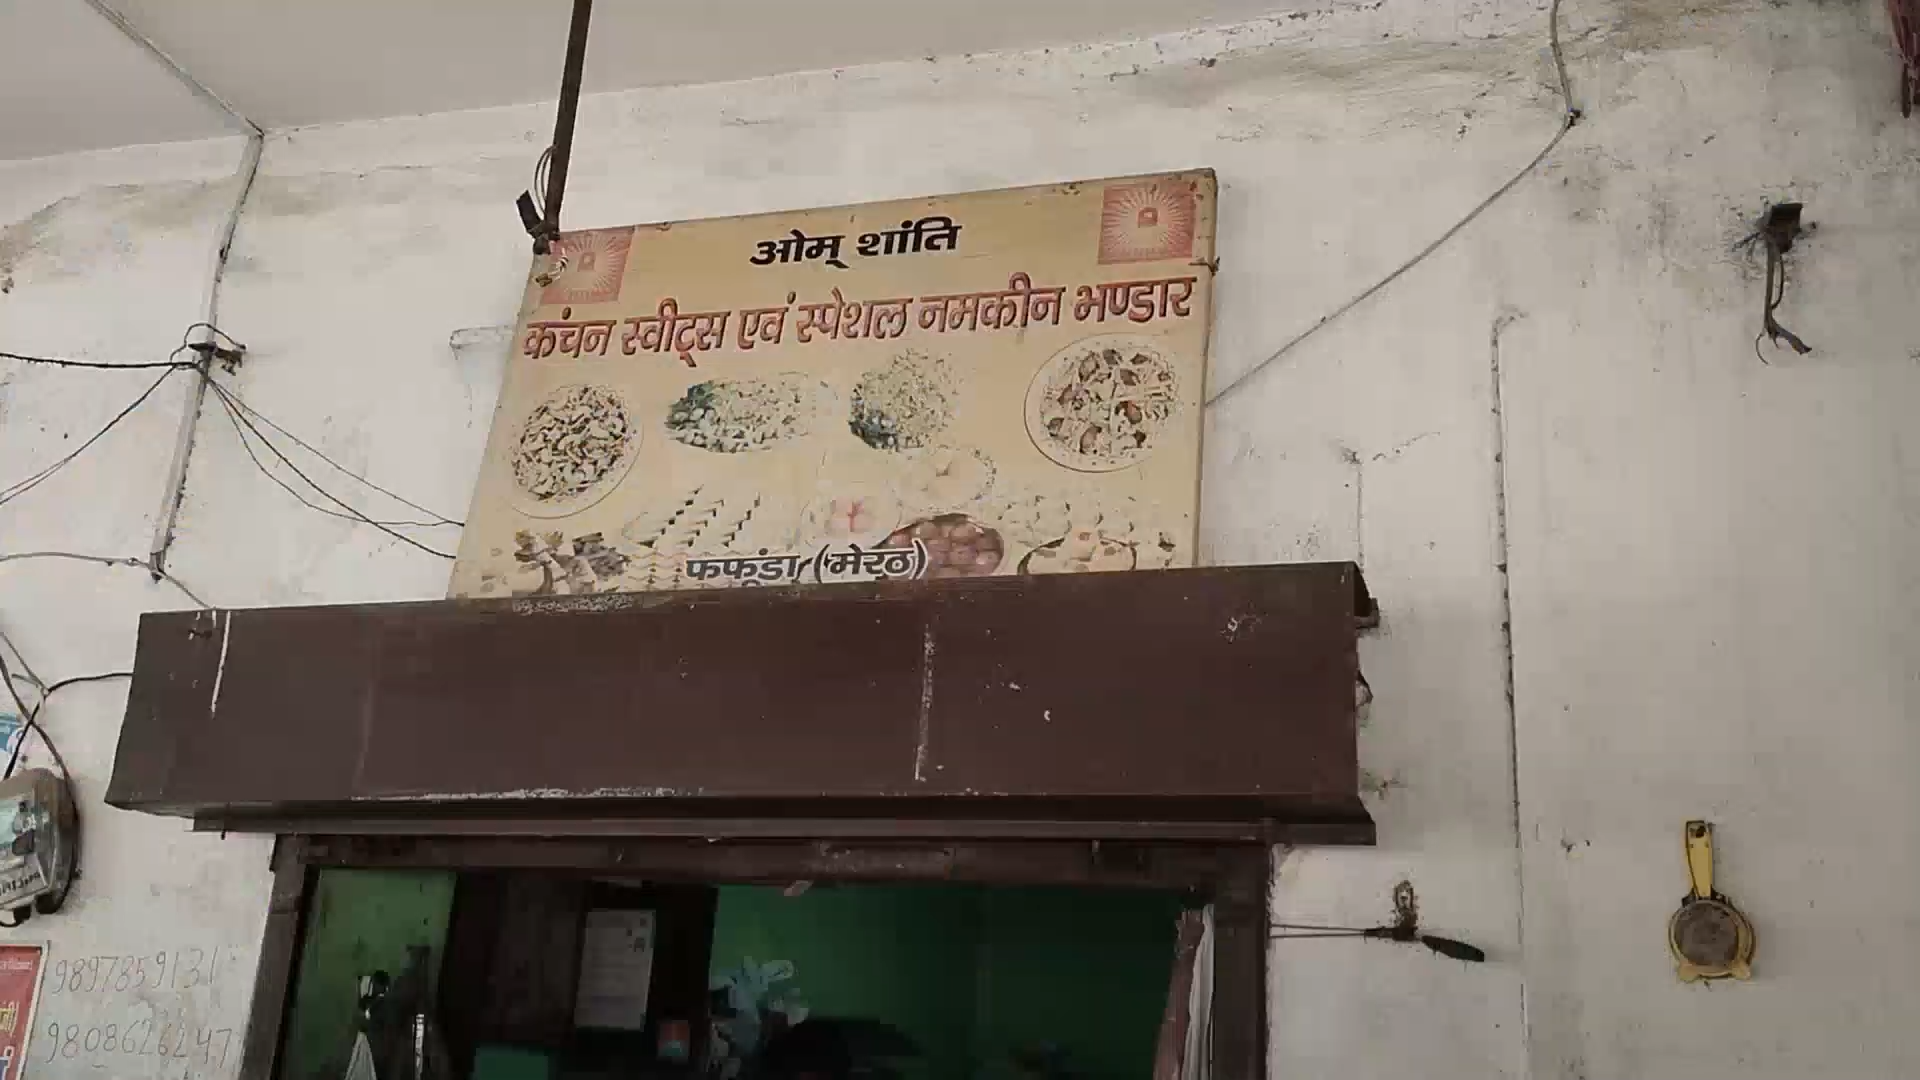 ओम् शांति
कंचन स्वीट्स एवं स्पेशल नमकीन भण्डार
फफूंडा (मेरठ)
9897859131
9808626247